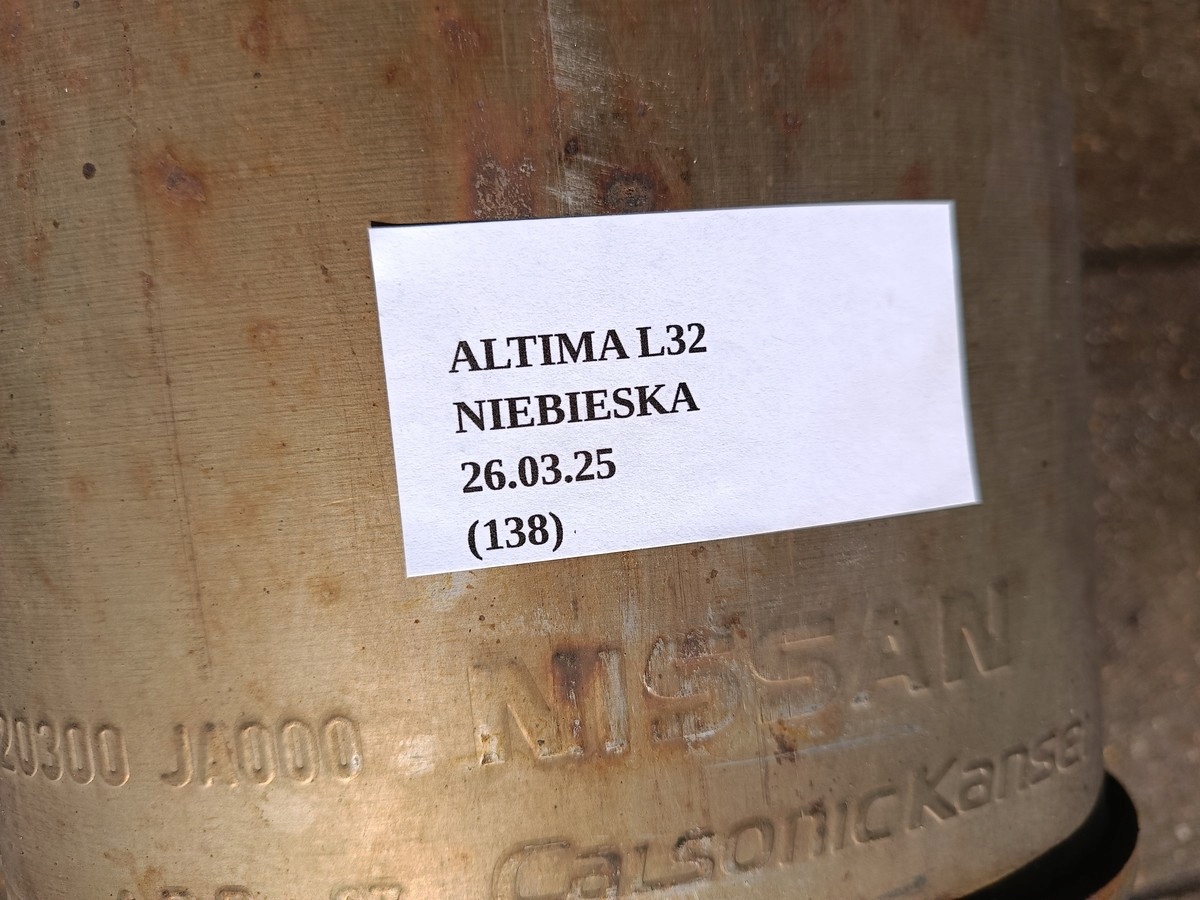 ALTIMA L32
NIEBIESKA
26.03.25
(138)
NISSAN
20300 JA000
CalsonicKansei